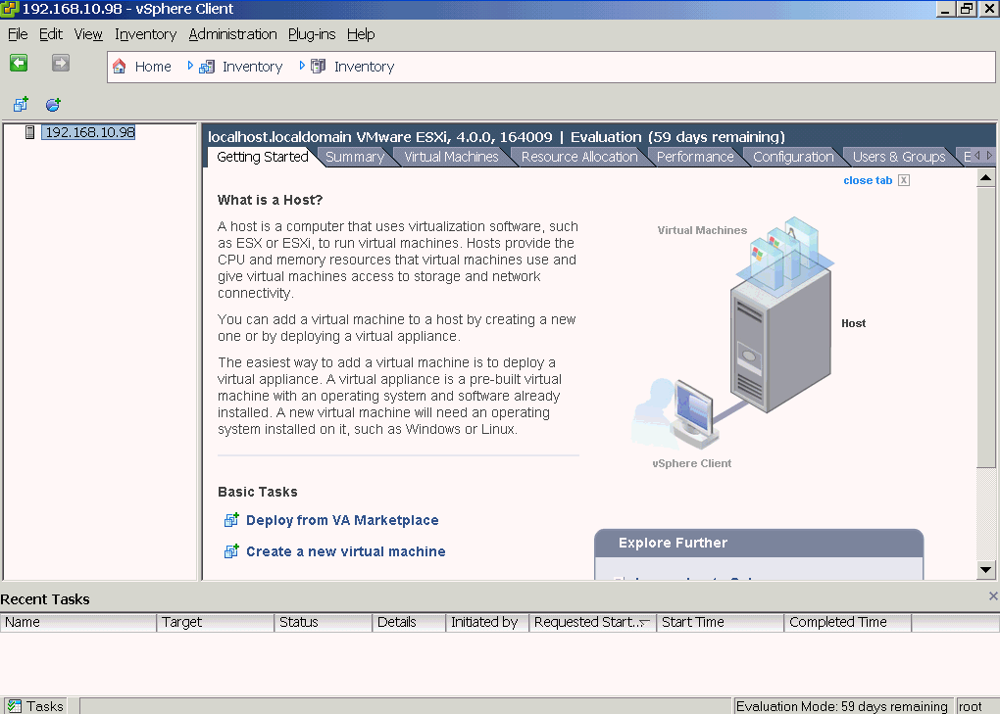 192.168.10.98 - vSphere Client
File Edit View Inventory Administration Plug-ins Help
Home Inventory Inventory
192.168.10.98
localhost.localdomain VMware ESXi, 4.0.0, 164009 | Evaluation (59 days remaining)
Getting Started Summary Virtual Machines Resource Allocation Performance Configuration Users & Groups E
close tab
What is a Host?
A host is a computer that uses virtualization software, such
as ESX or ESXi, to run virtual machines. Hosts provide the
CPU and memory resources that virtual machines use and
give virtual machines access to storage and network
connectivity.
You can add a virtual machine to a host by creating a new
one or by deploying a virtual appliance.
The easiest way to add a virtual machine is to deploy a
virtual appliance. A virtual appliance is a pre-built virtual
machine with an operating system and software already
installed. A new virtual machine will need an operating
system installed on it, such as Windows or Linux.
Virtual Machines
Host
vSphere Client
Basic Tasks
Deploy from VA Marketplace
Create a new virtual machine
Explore Further
Recent Tasks
Name Target Status Details Initiated by Requested Start... Start Time Completed Time
Tasks
Evaluation Mode: 59 days remaining root